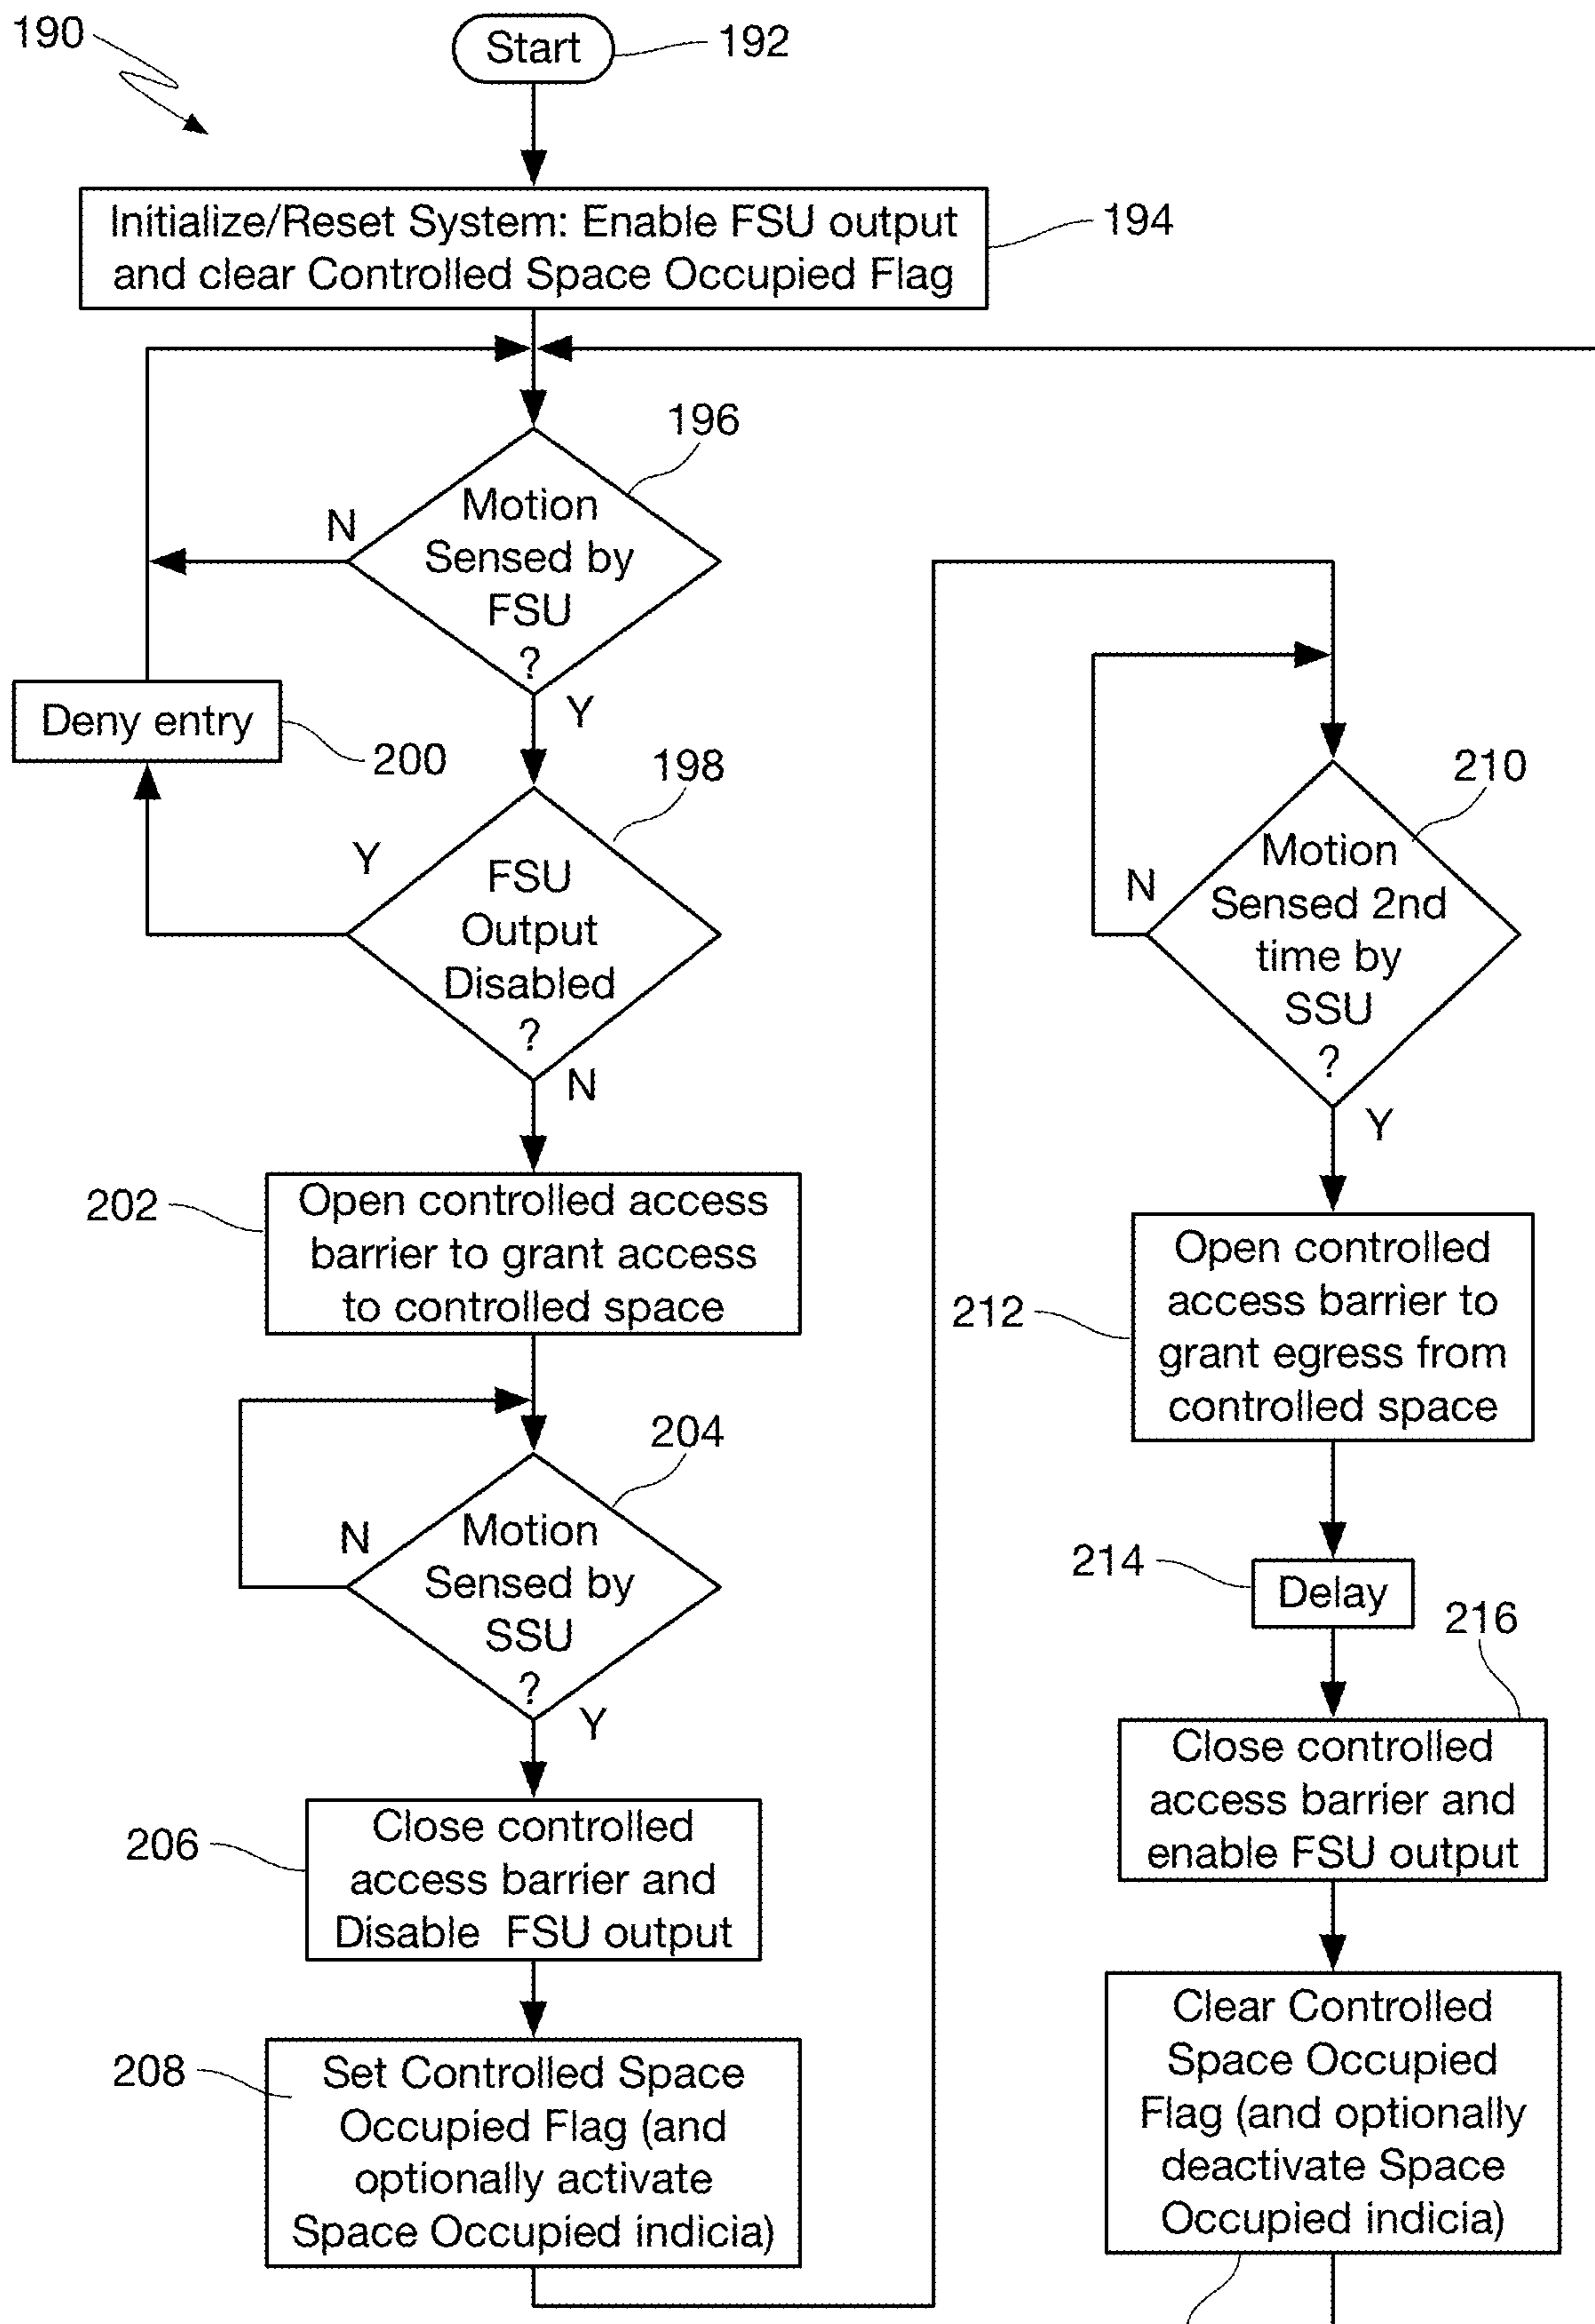 190
Start
192
Initialize/Reset System: Enable FSU output
and clear Controlled Space Occupied Flag
194
196
Motion
Sensed by
FSU
?
N
Y
Deny entry
200
198
FSU
Output
Disabled
?
Y
N
202
Open controlled access
barrier to grant access
to controlled space
204
Motion
Sensed by
SSU
?
N
Y
206
Close controlled
access barrier and
Disable FSU output
208
Set Controlled Space
Occupied Flag (and
optionally activate
Space Occupied indicia)
210
Motion
Sensed 2nd
time by
SSU
?
N
Y
212
Open controlled
access barrier to
grant egress from
controlled space
214
Delay
216
Close controlled
access barrier and
enable FSU output
Clear Controlled
Space Occupied
Flag (and optionally
deactivate Space
Occupied indicia)